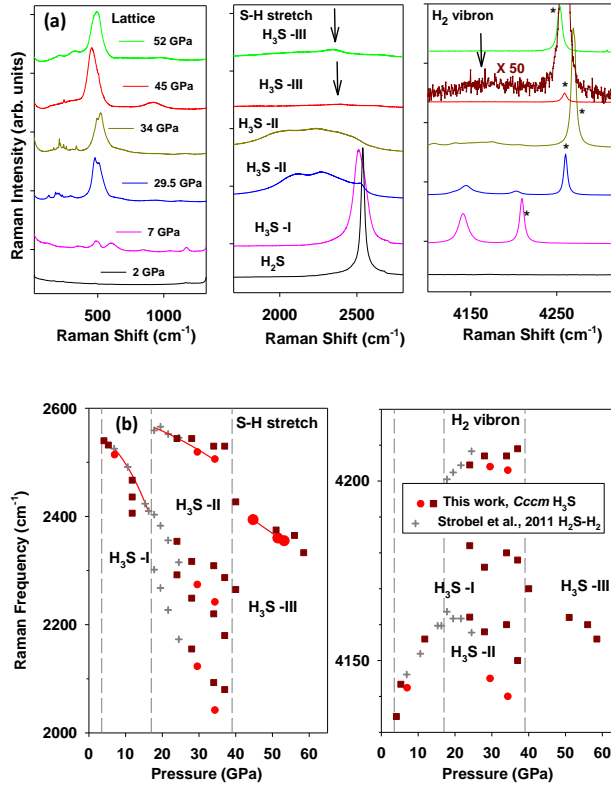 (a)
Lattice
52 GPa
45 GPa
34 GPa
29.5 GPa
7 GPa
2 GPa
Raman Intensity (arb. units)
500
1000
Raman Shift (cm⁻¹)
S-H stretch
H₃S -III
H₃S -III
H₃S -II
H₃S -II
H₃S -I
H₂S
2000
2500
Raman Shift (cm⁻¹)
H₂ vibron
*
X 50
*
*
*
*
4150
4250
Raman Shift (cm⁻¹)
(b)
S-H stretch
2600
2500
2400
2300
2200
2100
2000
Raman Frequency (cm⁻¹)
H₃S -I
H₃S -II
H₃S -III
0
10
20
30
40
50
60
Pressure (GPa)
H₂ vibron
4200
4150
This work, Cccm H₃S
Strobel et al., 2011 H₂S-H₂
H₃S -I
H₃S -II
H₃S -III
0
10
20
30
40
50
60
Pressure (GPa)